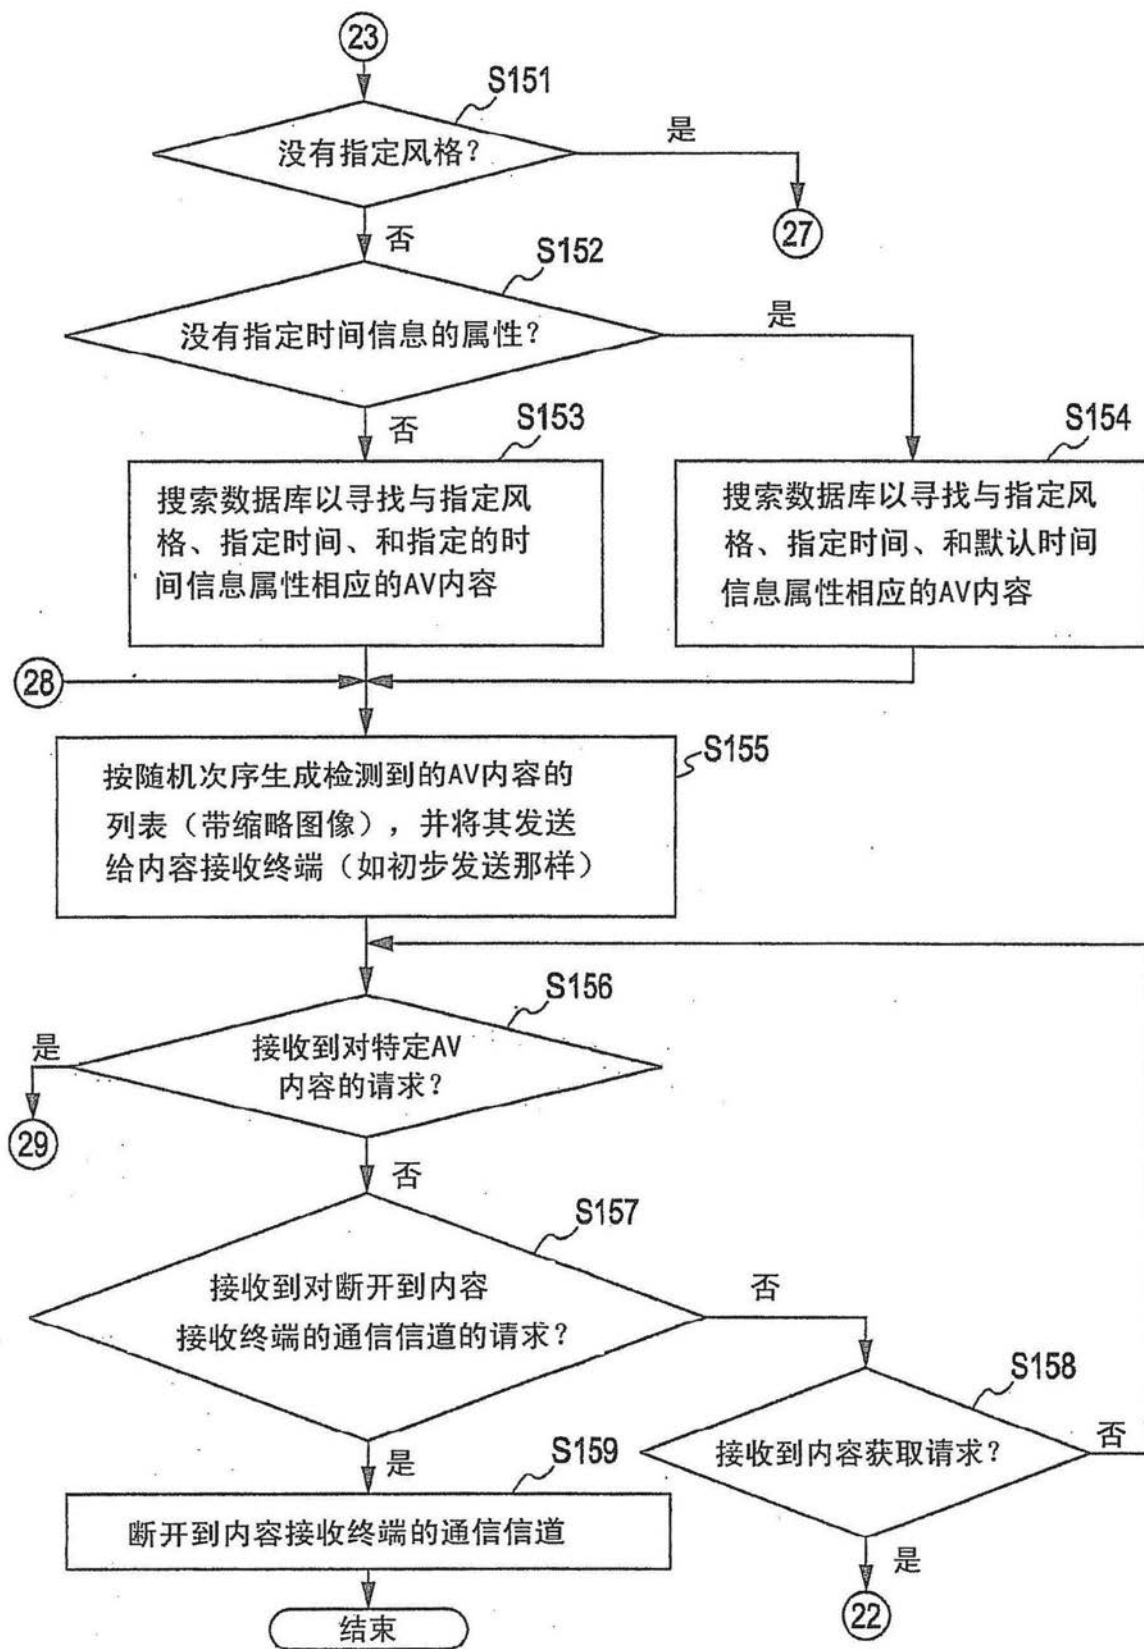 23
S151
没有指定风格？
是
27
否
S152
没有指定时间信息的属性？
是
否
S153
搜索数据库以寻找与指定风
格、指定时间、和指定的时
间信息属性相应的AV内容
S154
搜索数据库以寻找与指定风
格、指定时间、和默认时间
信息属性相应的AV内容
28
S155
按随机次序生成检测到的AV内容的
列表（带缩略图像），并将其发送
给内容接收终端（如初步发送那样）
S156
是
接收到对特定AV
内容的请求？
29
否
S157
接收到对断开到内容
接收终端的通信信道的请求？
否
S158
接收到内容获取请求？
否
是
S159
断开到内容接收终端的通信信道
是
22
结束